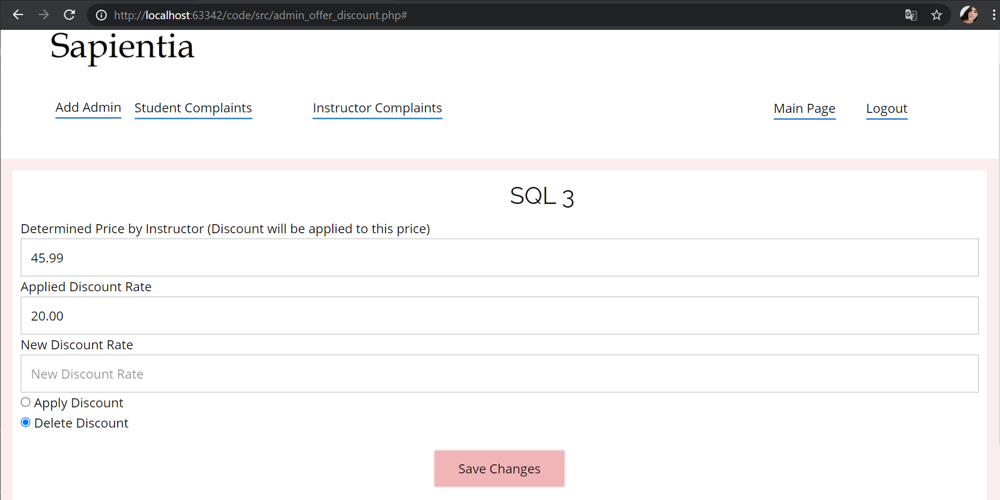 http://localhost:63342/code/src/admin_offer_discount.php#
Sapientia
Add Admin Student Complaints Instructor Complaints Main Page Logout
SQL 3
Determined Price by Instructor (Discount will be applied to this price)
45.99
Applied Discount Rate
20.00
New Discount Rate
New Discount Rate
Apply Discount
Delete Discount
Save Changes